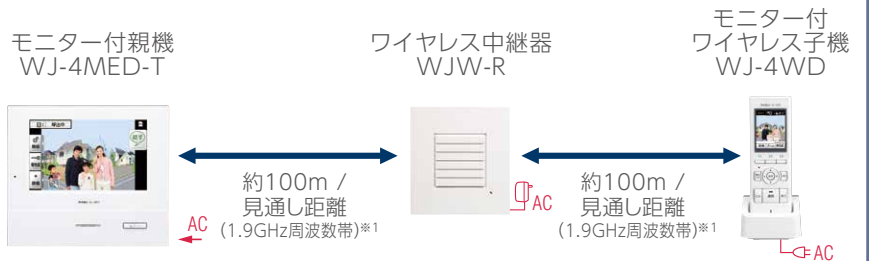 モニター付親機
WJ-4MED-T
ワイヤレス中継器
WJW-R
モニター付
ワイヤレス子機
WJ-4WD
約100m /
見通し距離
(1.9GHz周波数帯)※1
約100m /
見通し距離
(1.9GHz周波数帯)※1
AC
AC
AC